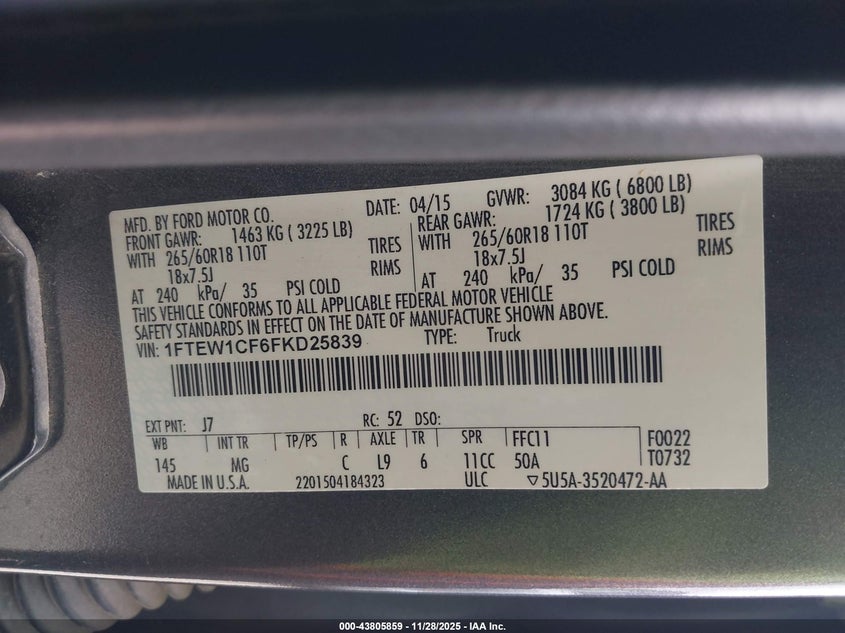 MFD. BY FORD MOTOR CO. DATE: 04/15 GVWR: 3084 KG ( 6800 LB)
FRONT GAWR: 1463 KG ( 3225 LB) REAR GAWR: 1724 KG ( 3800 LB)
WITH 265/60R18 110T TIRES WITH 265/60R18 110T TIRES
18x7.5J RIMS 18x7.5J RIMS
AT 240 kPa/ 35 PSI COLD AT 240 kPa/ 35 PSI COLD
THIS VEHICLE CONFORMS TO ALL APPLICABLE FEDERAL MOTOR VEHICLE
SAFETY STANDARDS IN EFFECT ON THE DATE OF MANUFACTURE SHOWN ABOVE.
VIN: 1FTEW1CF6FKD25839 TYPE: Truck
EXT PNT: J7 RC: 52 DSO:
WB INT TR TP/PS R AXLE TR SPR FFC11 F0022
145 MG C L9 6 11CC 50A T0732
MADE IN U.S.A. 2201504184323 ULC ▽5U5A-3520472-AA
000-43805859 | 11/28/2025 - IAA Inc.